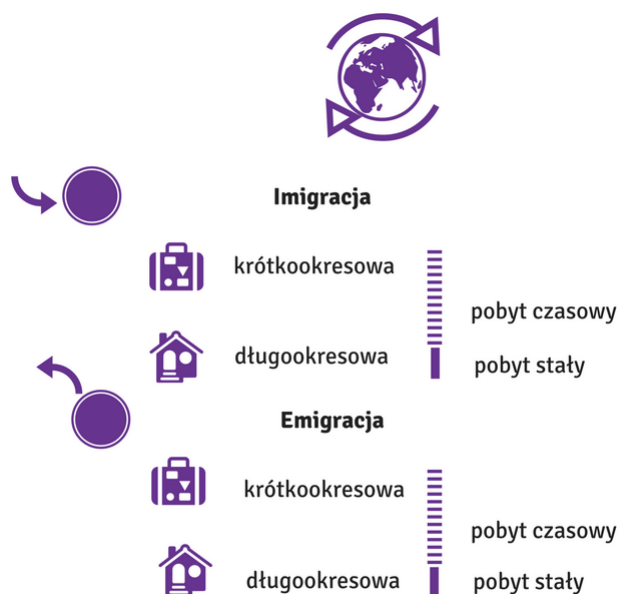 Imigracja
krótkookresowa
pobyt czasowy
długookresowa
pobyt stały
Emigracja
krótkookresowa
pobyt czasowy
długookresowa
pobyt stały